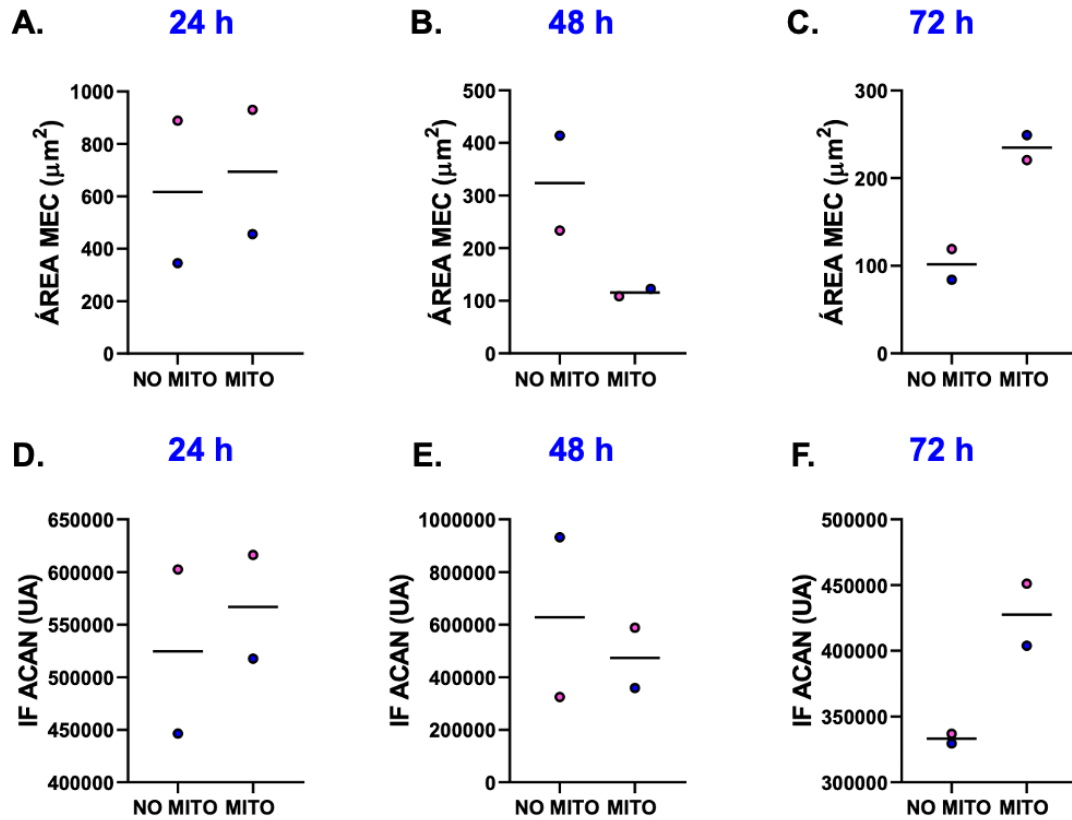 A. 24 h
B. 48 h
C. 72 h
ÁREA MEC (μm²)
1000
800
600
400
200
0
NO MITO MITO
ÁREA MEC (μm²)
500
400
300
200
100
0
NO MITO MITO
ÁREA MEC (μm²)
300
200
100
0
NO MITO MITO
D. 24 h
E. 48 h
F. 72 h
IF ACAN (UA)
650000
600000
550000
500000
450000
400000
NO MITO MITO
IF ACAN (UA)
1000000
800000
600000
400000
200000
0
NO MITO MITO
IF ACAN (UA)
500000
450000
400000
350000
300000
NO MITO MITO